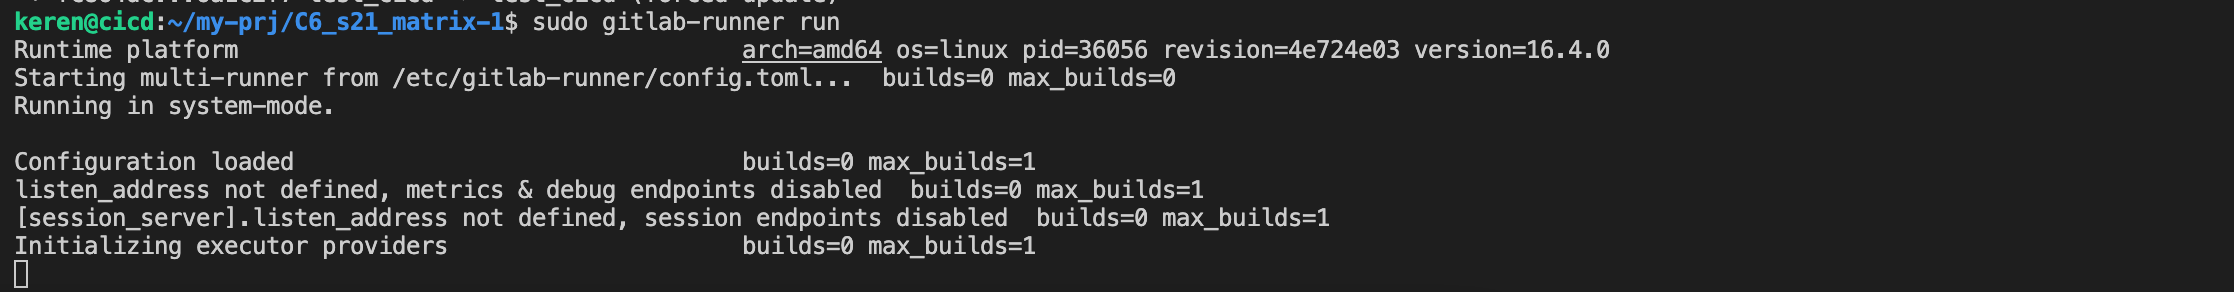 keren@cicd:~/my-prj/C6_s21_matrix-1$ sudo gitlab-runner run
Runtime platform                                    arch=amd64 os=linux pid=36056 revision=4e724e03 version=16.4.0
Starting multi-runner from /etc/gitlab-runner/config.toml...  builds=0 max_builds=0
Running in system-mode.

Configuration loaded                                builds=0 max_builds=1
listen_address not defined, metrics & debug endpoints disabled  builds=0 max_builds=1
[session_server].listen_address not defined, session endpoints disabled  builds=0 max_builds=1
Initializing executor providers                     builds=0 max_builds=1